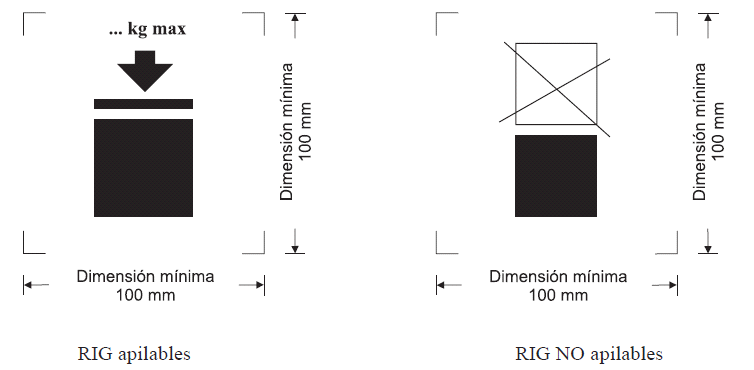 ... kg max
Dimensión mínima
100 mm
Dimensión mínima
100 mm
RIG apilables
Dimensión mínima
100 mm
Dimensión mínima
100 mm
RIG NO apilables